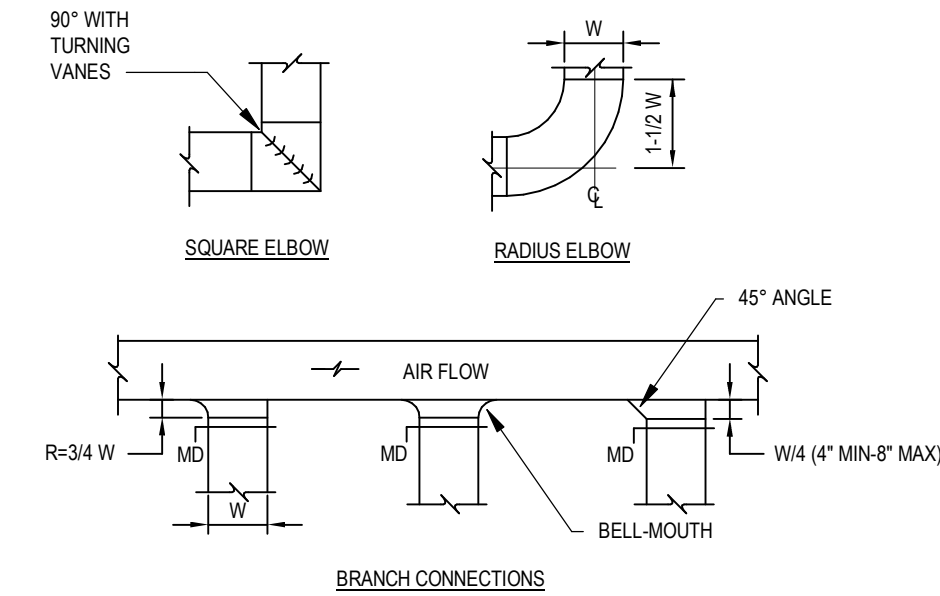 90° WITH
TURNING
VANES
W
1-1/2 W
℄
SQUARE ELBOW
RADIUS ELBOW
45° ANGLE
AIR FLOW
R=3/4 W
MD
MD
MD
W/4 (4" MIN-8" MAX)
W
BELL-MOUTH
BRANCH CONNECTIONS